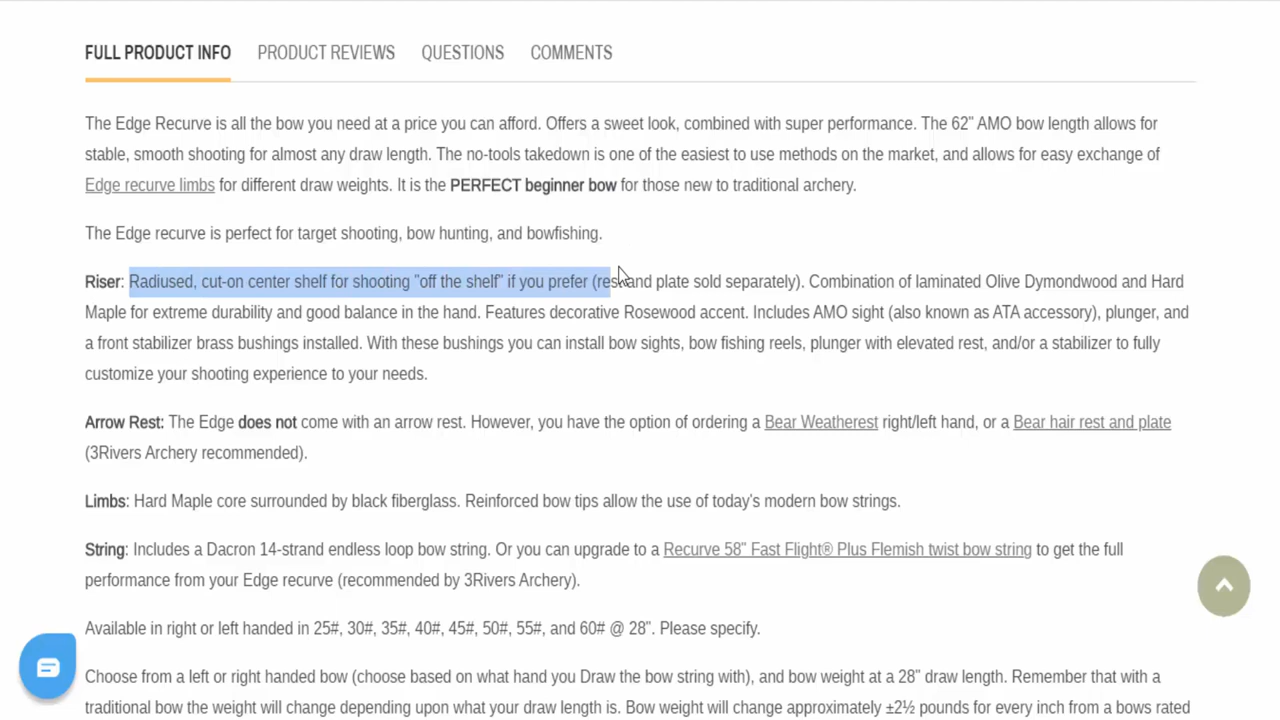 FULL PRODUCT INFO PRODUCT REVIEWS QUESTIONS COMMENTS
The Edge Recurve is all the bow you need at a price you can afford. Offers a sweet look, combined with super performance. The 62" AMO bow length allows for
stable, smooth shooting for almost any draw length. The no-tools takedown is one of the easiest to use methods on the market, and allows for easy exchange of
Edge recurve limbs for different draw weights. It is the PERFECT beginner bow for those new to traditional archery.
The Edge recurve is perfect for target shooting, bow hunting, and bowfishing.
Riser: Radiused, cut-on center shelf for shooting "off the shelf" if you prefer (rest and plate sold separately). Combination of laminated Olive Dymondwood and Hard
Maple for extreme durability and good balance in the hand. Features decorative Rosewood accent. Includes AMO sight (also known as ATA accessory), plunger, and
a front stabilizer brass bushings installed. With these bushings you can install bow sights, bow fishing reels, plunger with elevated rest, and/or a stabilizer to fully
customize your shooting experience to your needs.
Arrow Rest: The Edge does not come with an arrow rest. However, you have the option of ordering a Bear Weatherest right/left hand, or a Bear hair rest and plate
(3Rivers Archery recommended).
Limbs: Hard Maple core surrounded by black fiberglass. Reinforced bow tips allow the use of today's modern bow strings.
String: Includes a Dacron 14-strand endless loop bow string. Or you can upgrade to a Recurve 58" Fast Flight® Plus Flemish twist bow string to get the full
performance from your Edge recurve (recommended by 3Rivers Archery).
Available in right or left handed in 25#, 30#, 35#, 40#, 45#, 50#, 55#, and 60# @ 28". Please specify.
Choose from a left or right handed bow (choose based on what hand you Draw the bow string with), and bow weight at a 28" draw length. Remember that with a
traditional bow the weight will change depending upon what your draw length is. Bow weight will change approximately ±2½ pounds for every inch from a bows rated